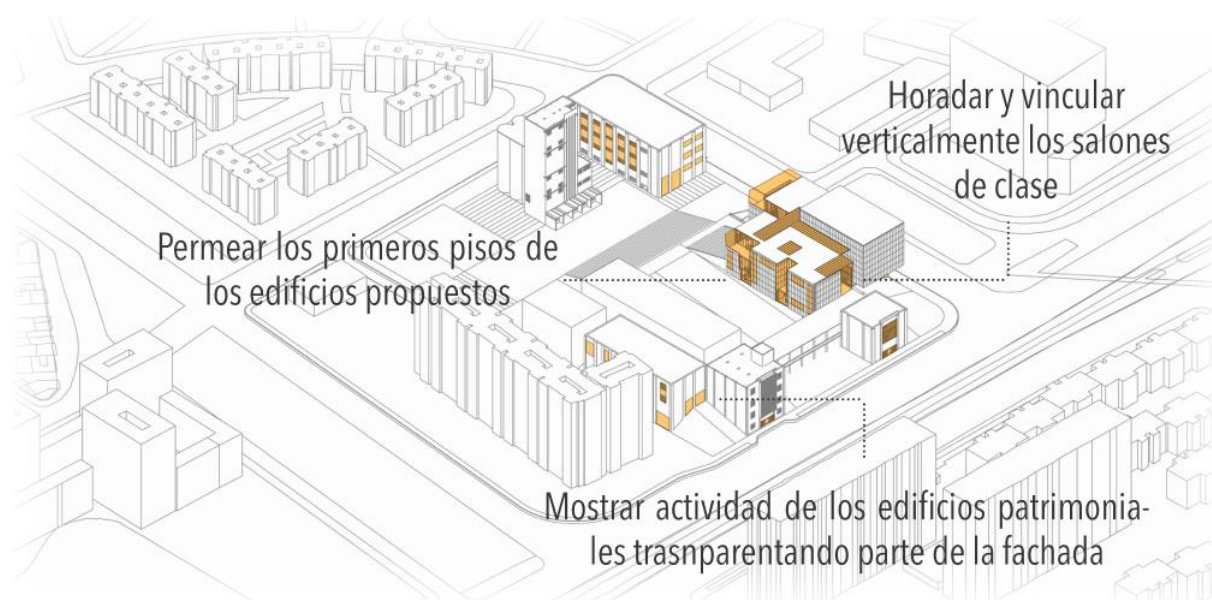 Horadar y vincular
verticalmente los salones
de clase
Permear los primeros pisos de
los edificios propuestos
Mostrar actividad de los edificios patrimonia-
les trasnparentando parte de la fachada